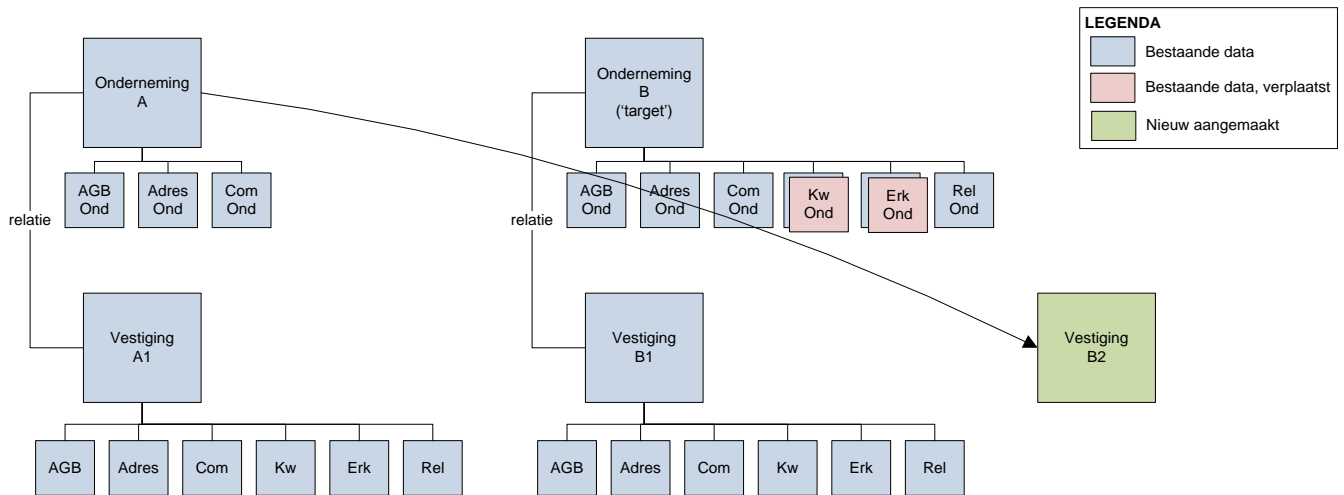 LEGENDA
Bestaande data
Bestaande data, verplaatst
Nieuw aangemaakt
Onderneming
A
Onderneming
B
(‘target’)
AGB
Ond
Adres
Ond
Com
Ond
AGB
Ond
Adres
Ond
Com
Ond
Kw
Ond
Erk
Ond
Rel
Ond
relatie
relatie
Vestiging
A1
Vestiging
B1
Vestiging
B2
AGB
Adres
Com
Kw
Erk
Rel
AGB
Adres
Com
Kw
Erk
Rel